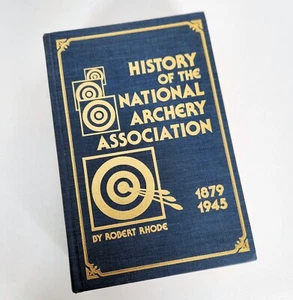 HISTORY
OF THE
NATIONAL
ARCHERY
ASSOCIATION
1879
1945
BY ROBERT RHODE